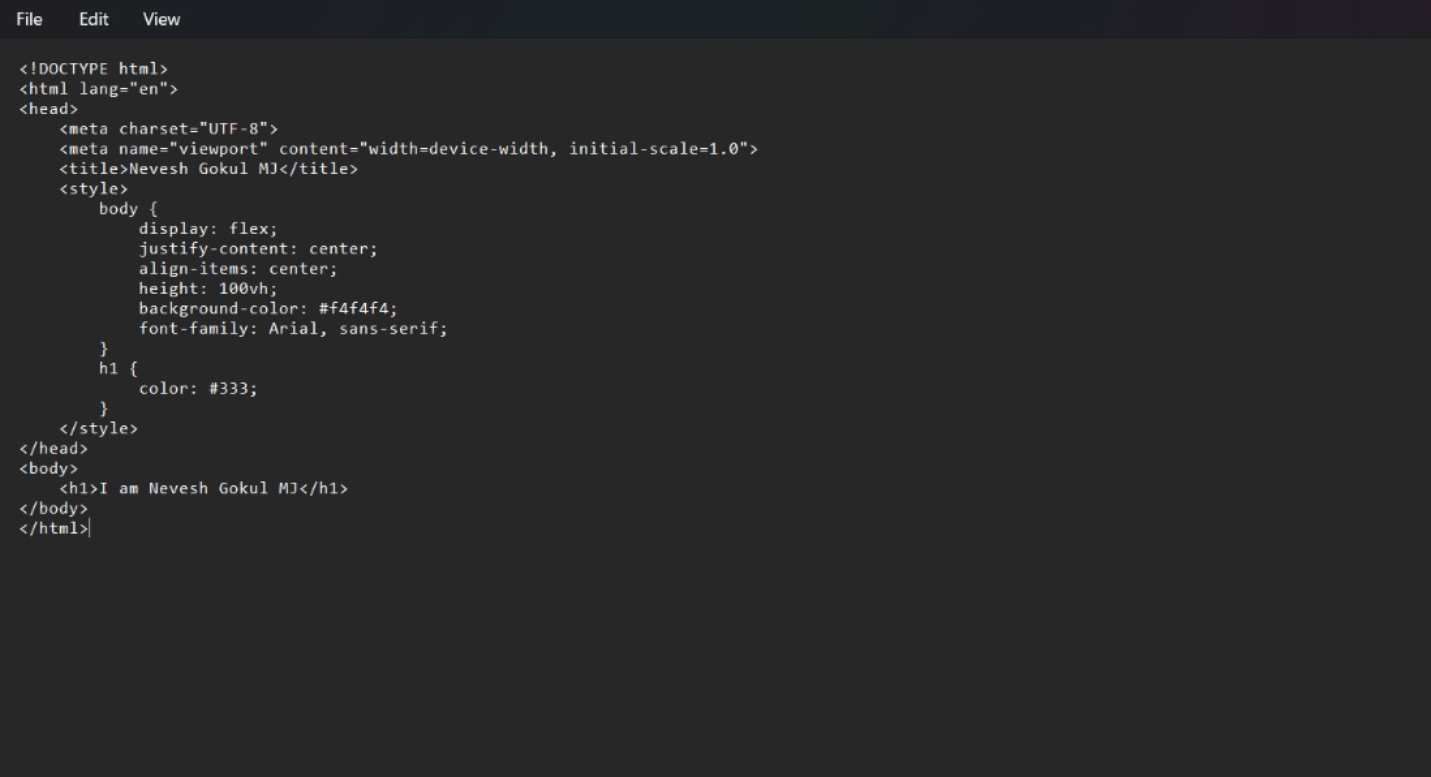 File Edit View
<!DOCTYPE html>
<html lang="en">
<head>
    <meta charset="UTF-8">
    <meta name="viewport" content="width=device-width, initial-scale=1.0">
    <title>Nevesh Gokul MJ</title>
    <style>
        body {
            display: flex;
            justify-content: center;
            align-items: center;
            height: 100vh;
            background-color: #f4f4f4;
            font-family: Arial, sans-serif;
        }
        h1 {
            color: #333;
        }
    </style>
</head>
<body>
    <h1>I am Nevesh Gokul MJ</h1>
</body>
</html>